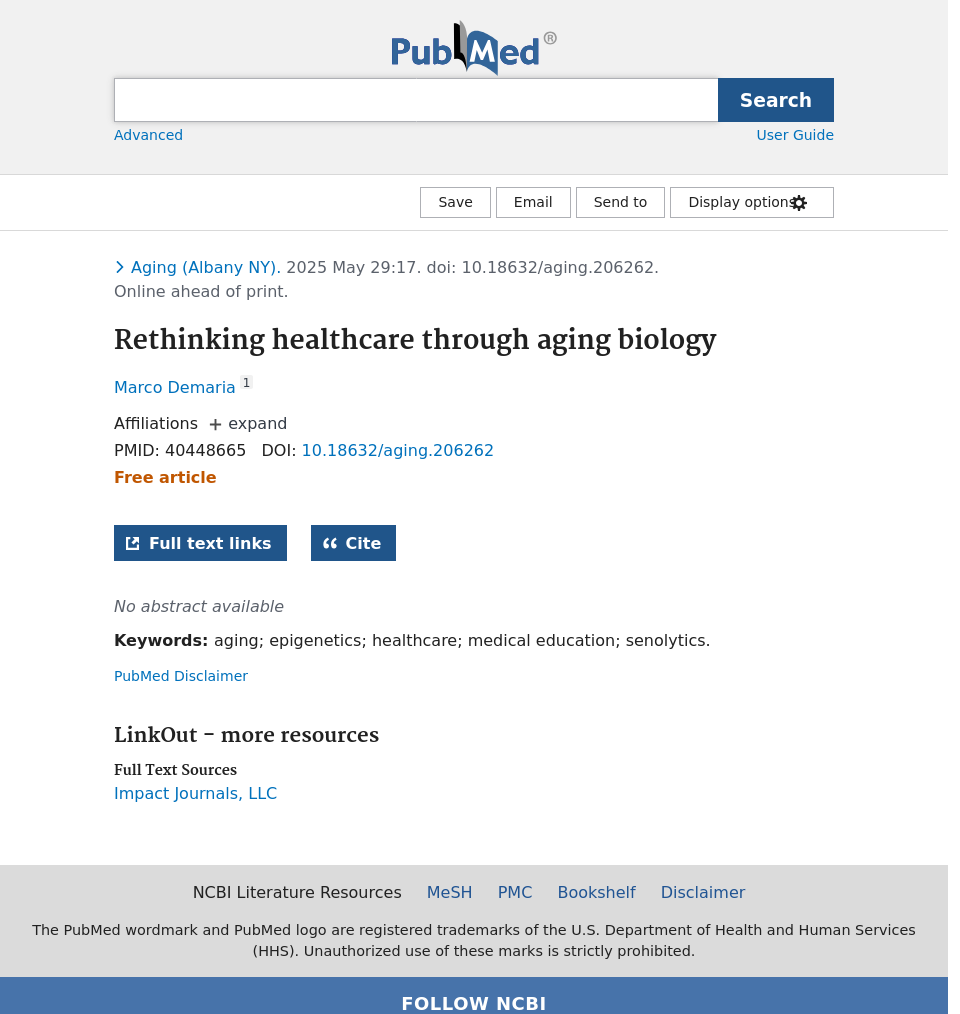 PubMed®
Search
Advanced
User Guide
Save
Email
Send to
Display options
Aging (Albany NY). 2025 May 29:17. doi: 10.18632/aging.206262.
Online ahead of print.
Rethinking healthcare through aging biology
Marco Demaria 1
Affiliations + expand
PMID: 40448665 DOI: 10.18632/aging.206262
Free article
Full text links
Cite
No abstract available
Keywords: aging; epigenetics; healthcare; medical education; senolytics.
PubMed Disclaimer
LinkOut – more resources
Full Text Sources
Impact Journals, LLC
NCBI Literature Resources MeSH PMC Bookshelf Disclaimer
The PubMed wordmark and PubMed logo are registered trademarks of the U.S. Department of Health and Human Services
(HHS). Unauthorized use of these marks is strictly prohibited.
FOLLOW NCBI